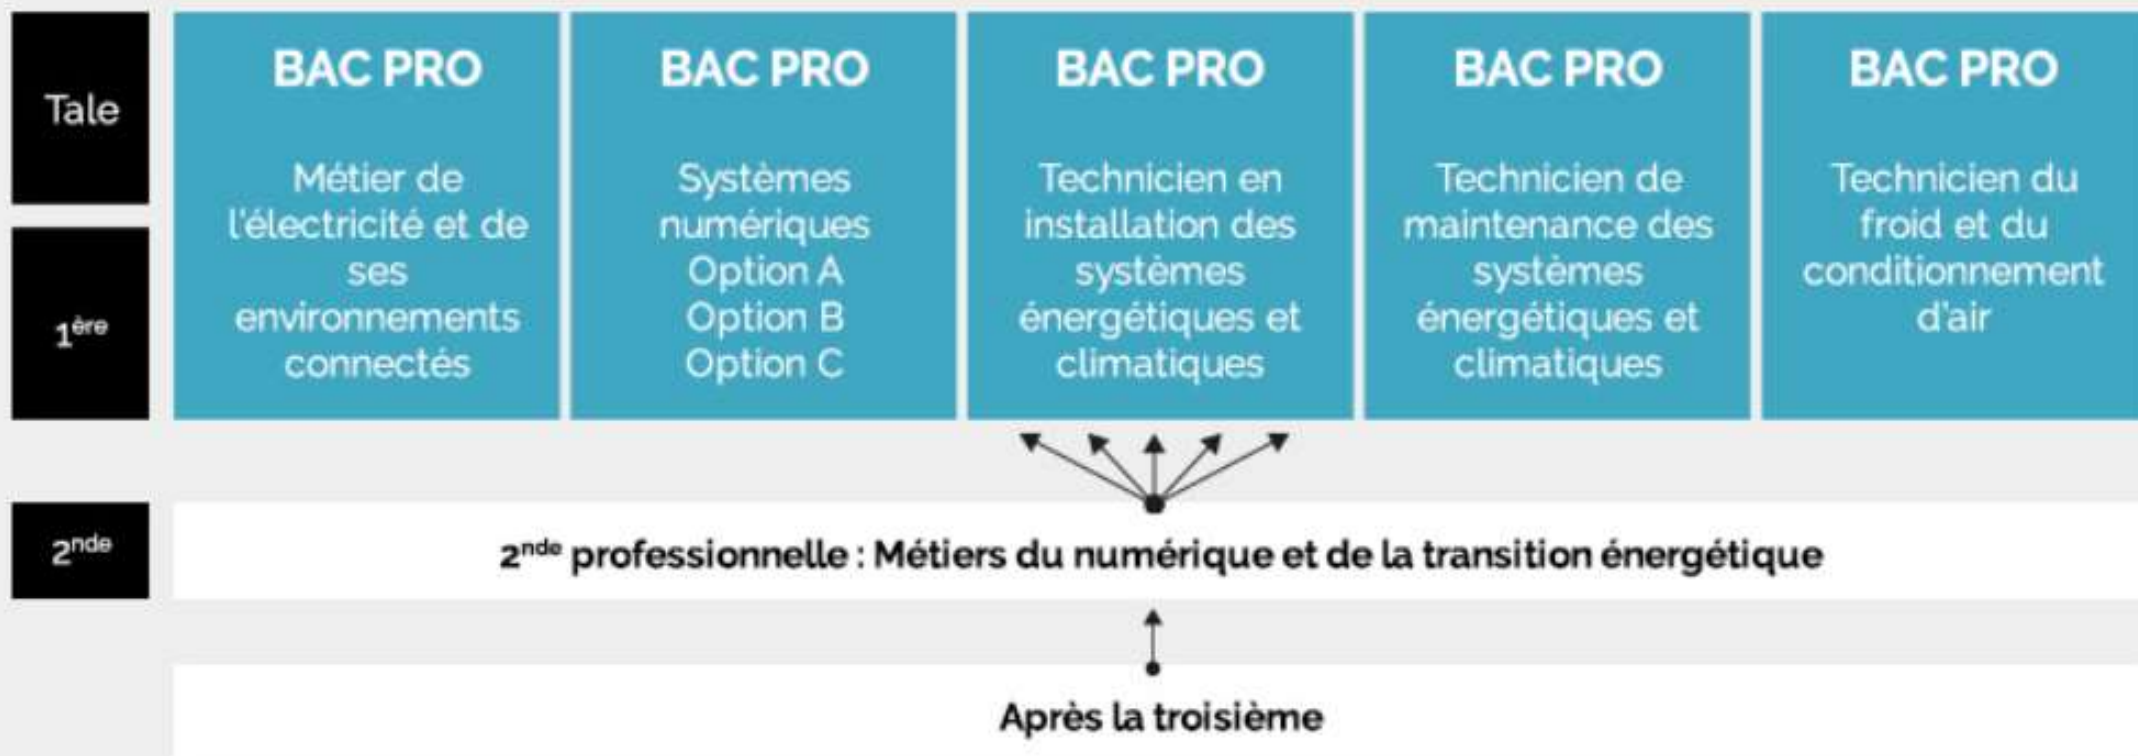 Tale
1ère
BAC PRO
Métier de
l'électricité et de
ses
environnements
connectés
BAC PRO
Systèmes
numériques
Option A
Option B
Option C
BAC PRO
Technicien en
installation des
systèmes
énergétiques et
climatiques
BAC PRO
Technicien de
maintenance des
systèmes
énergétiques et
climatiques
BAC PRO
Technicien du
froid et du
conditionnement
d'air
2nde
2nde professionnelle : Métiers du numérique et de la transition énergétique
Après la troisième